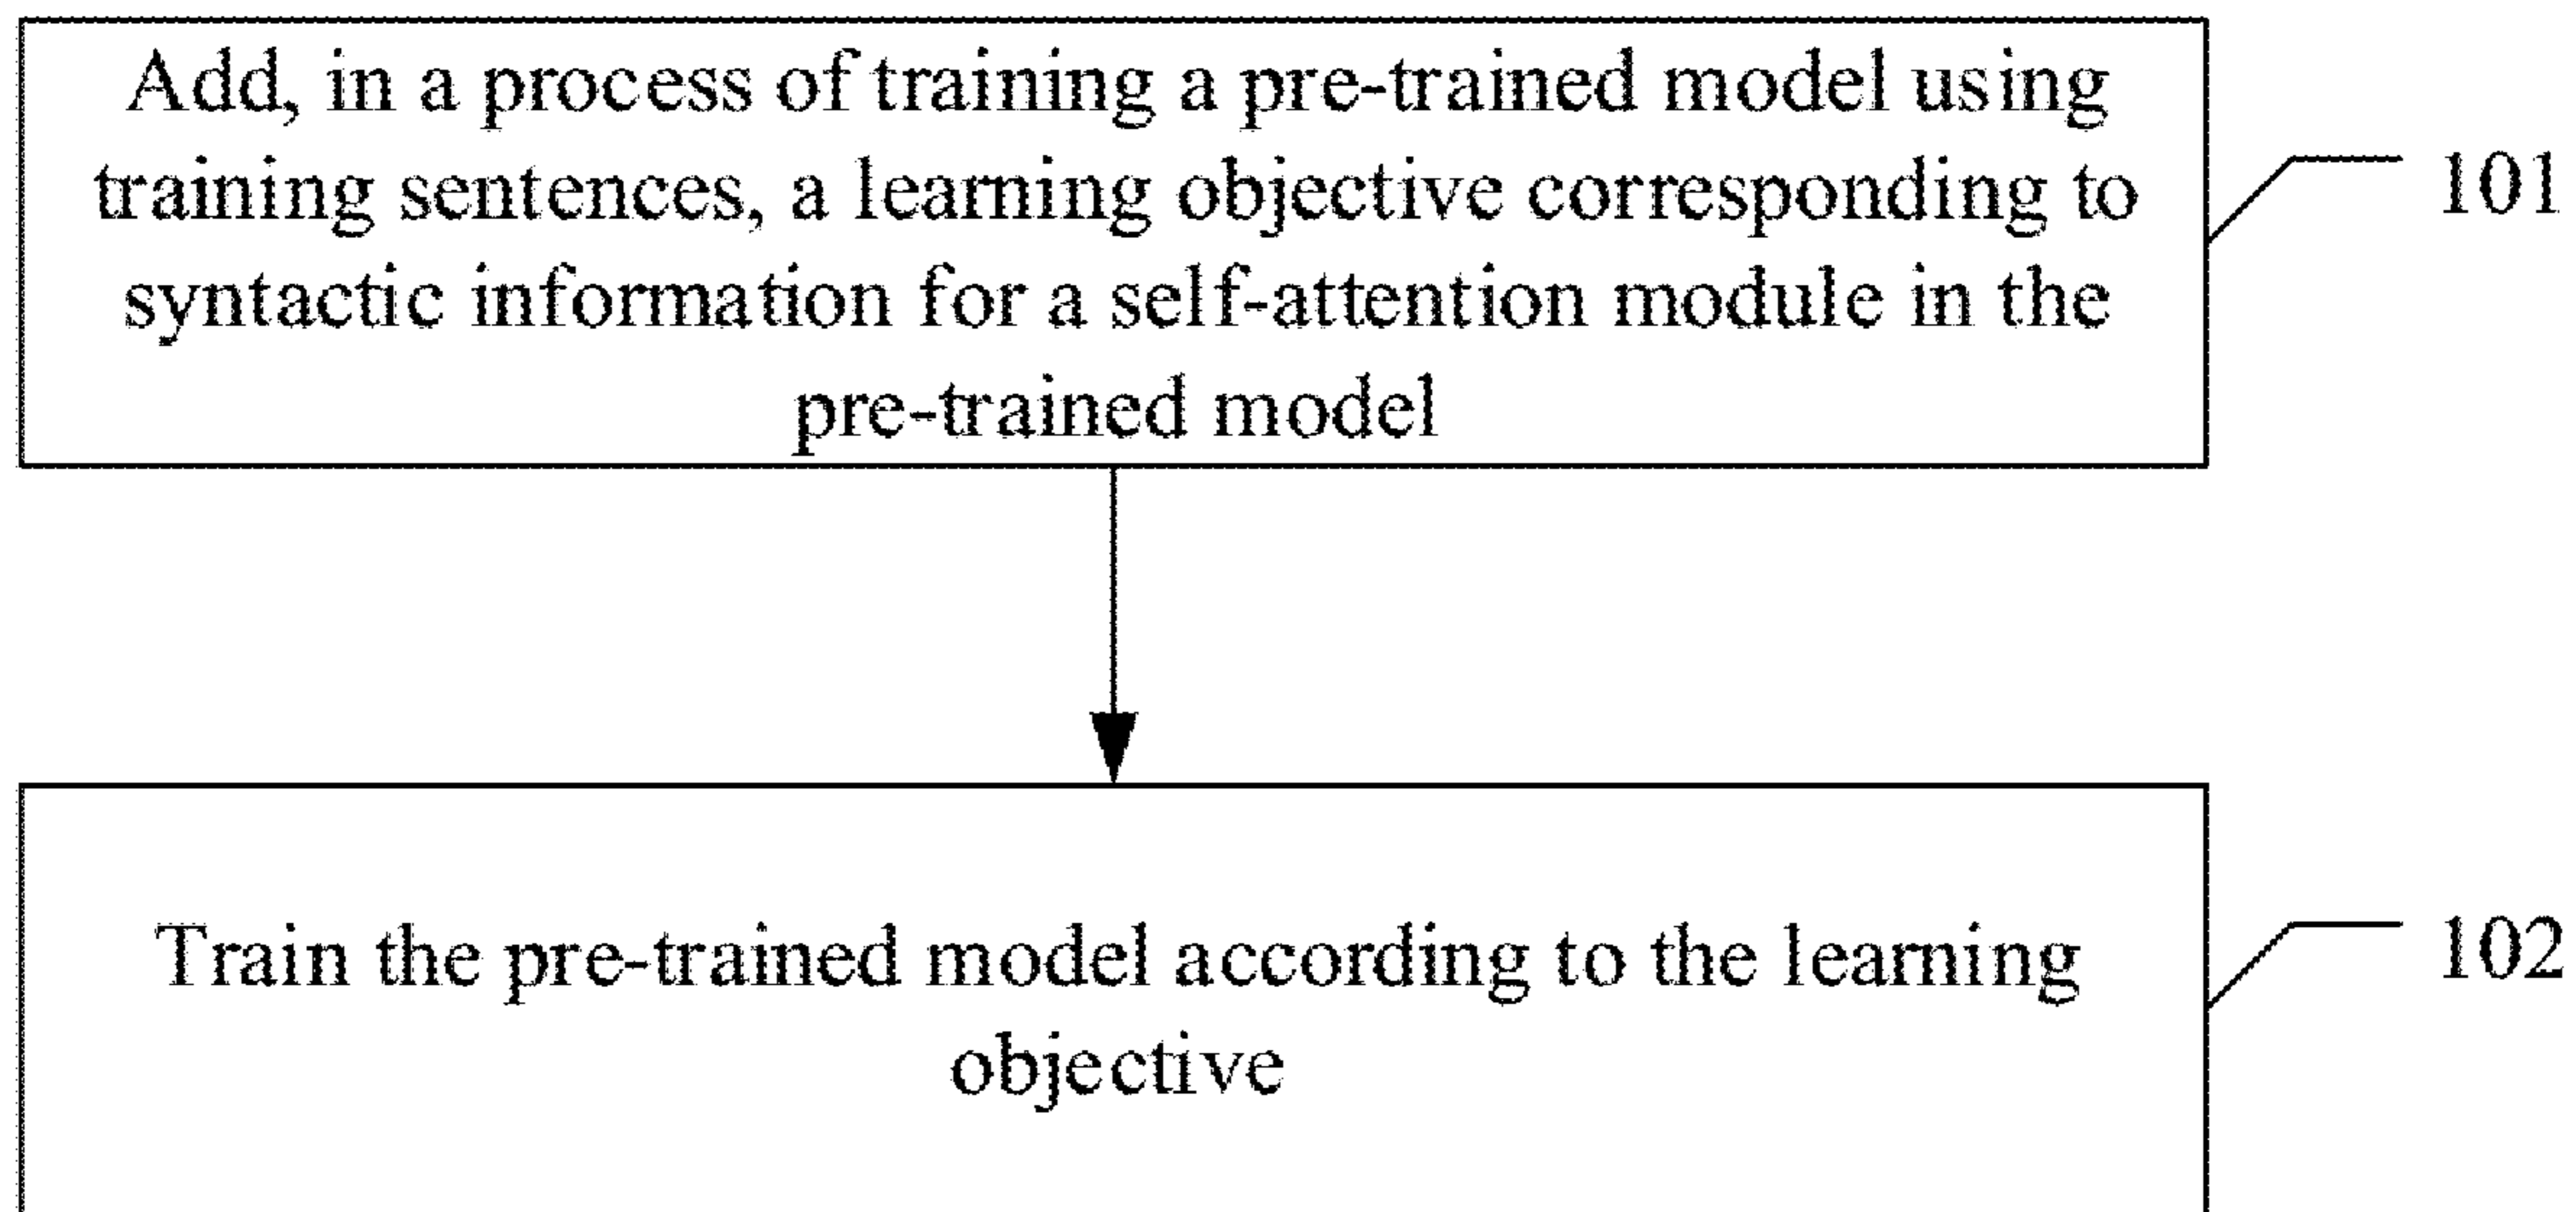 Add, in a process of training a pre-trained model using
training sentences, a learning objective corresponding to
syntactic information for a self-attention module in the
pre-trained model
101
Train the pre-trained model according to the learning
objective
102